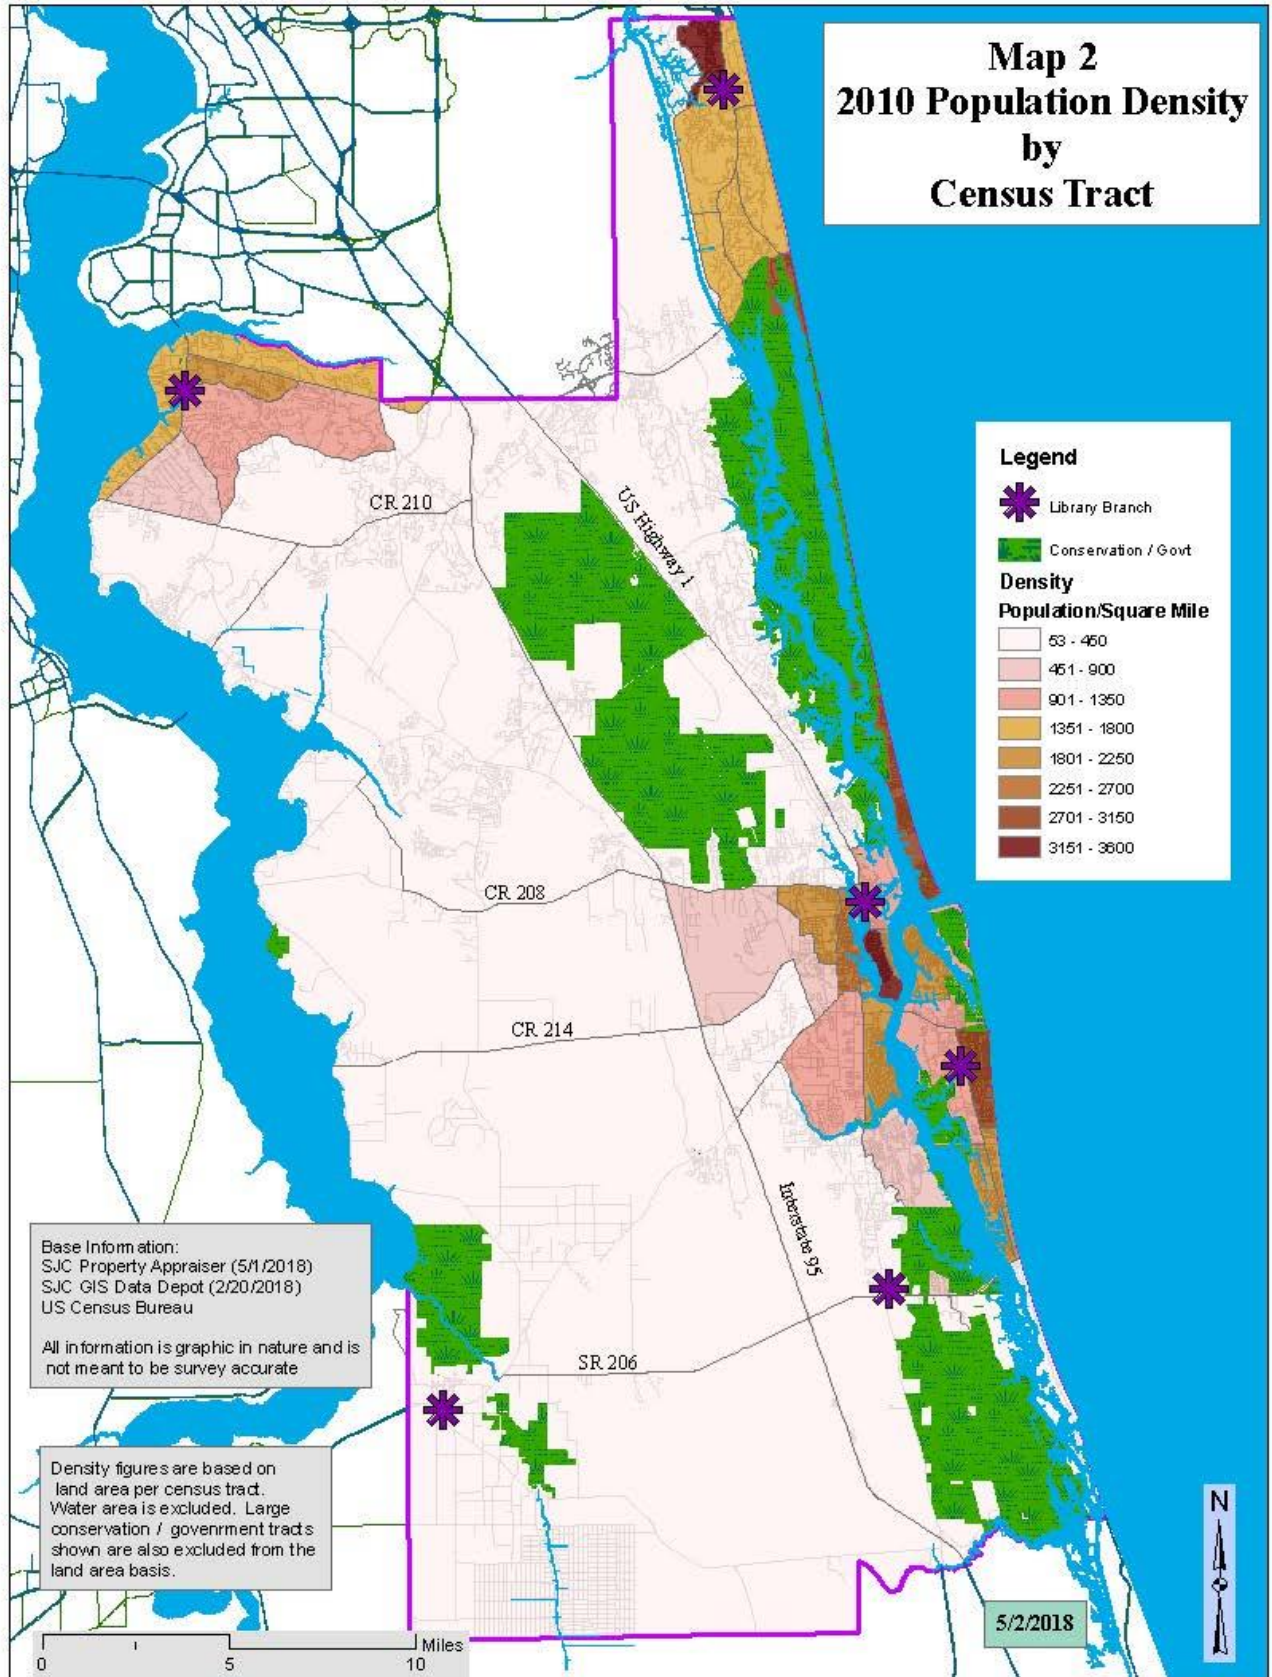 Map 2
2010 Population Density
by
Census Tract
Legend
Library Branch
Conservation / Govt
Density
Population/Square Mile
53 - 450
451 - 900
901 - 1350
1351 - 1800
1801 - 2250
2251 - 2700
2701 - 3150
3151 - 3600
CR 210
US Highway 1
CR 208
CR 214
Interstate 95
SR 206
Base Information:
SJC Property Appraiser (5/1/2018)
SJC GIS Data Depot (2/20/2018)
US Census Bureau
All information is graphic in nature and is
not meant to be survey accurate
Density figures are based on
land area per census tract.
Water area is excluded. Large
conservation / govenrment tracts
shown are also excluded from the
land area basis.
N
5/2/2018
Miles
0 5 10